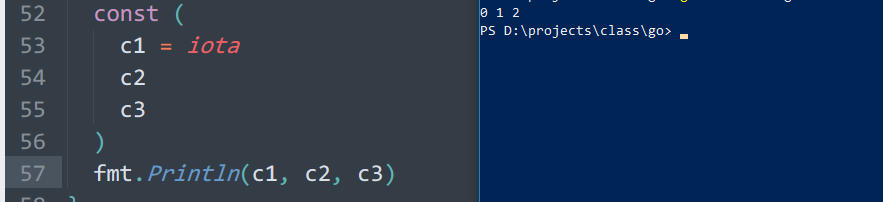 52 const (
53 c1 = iota
54 c2
55 c3
56 )
57 fmt.Println(c1, c2, c3)
0 1 2
PS D:\projects\class\go>